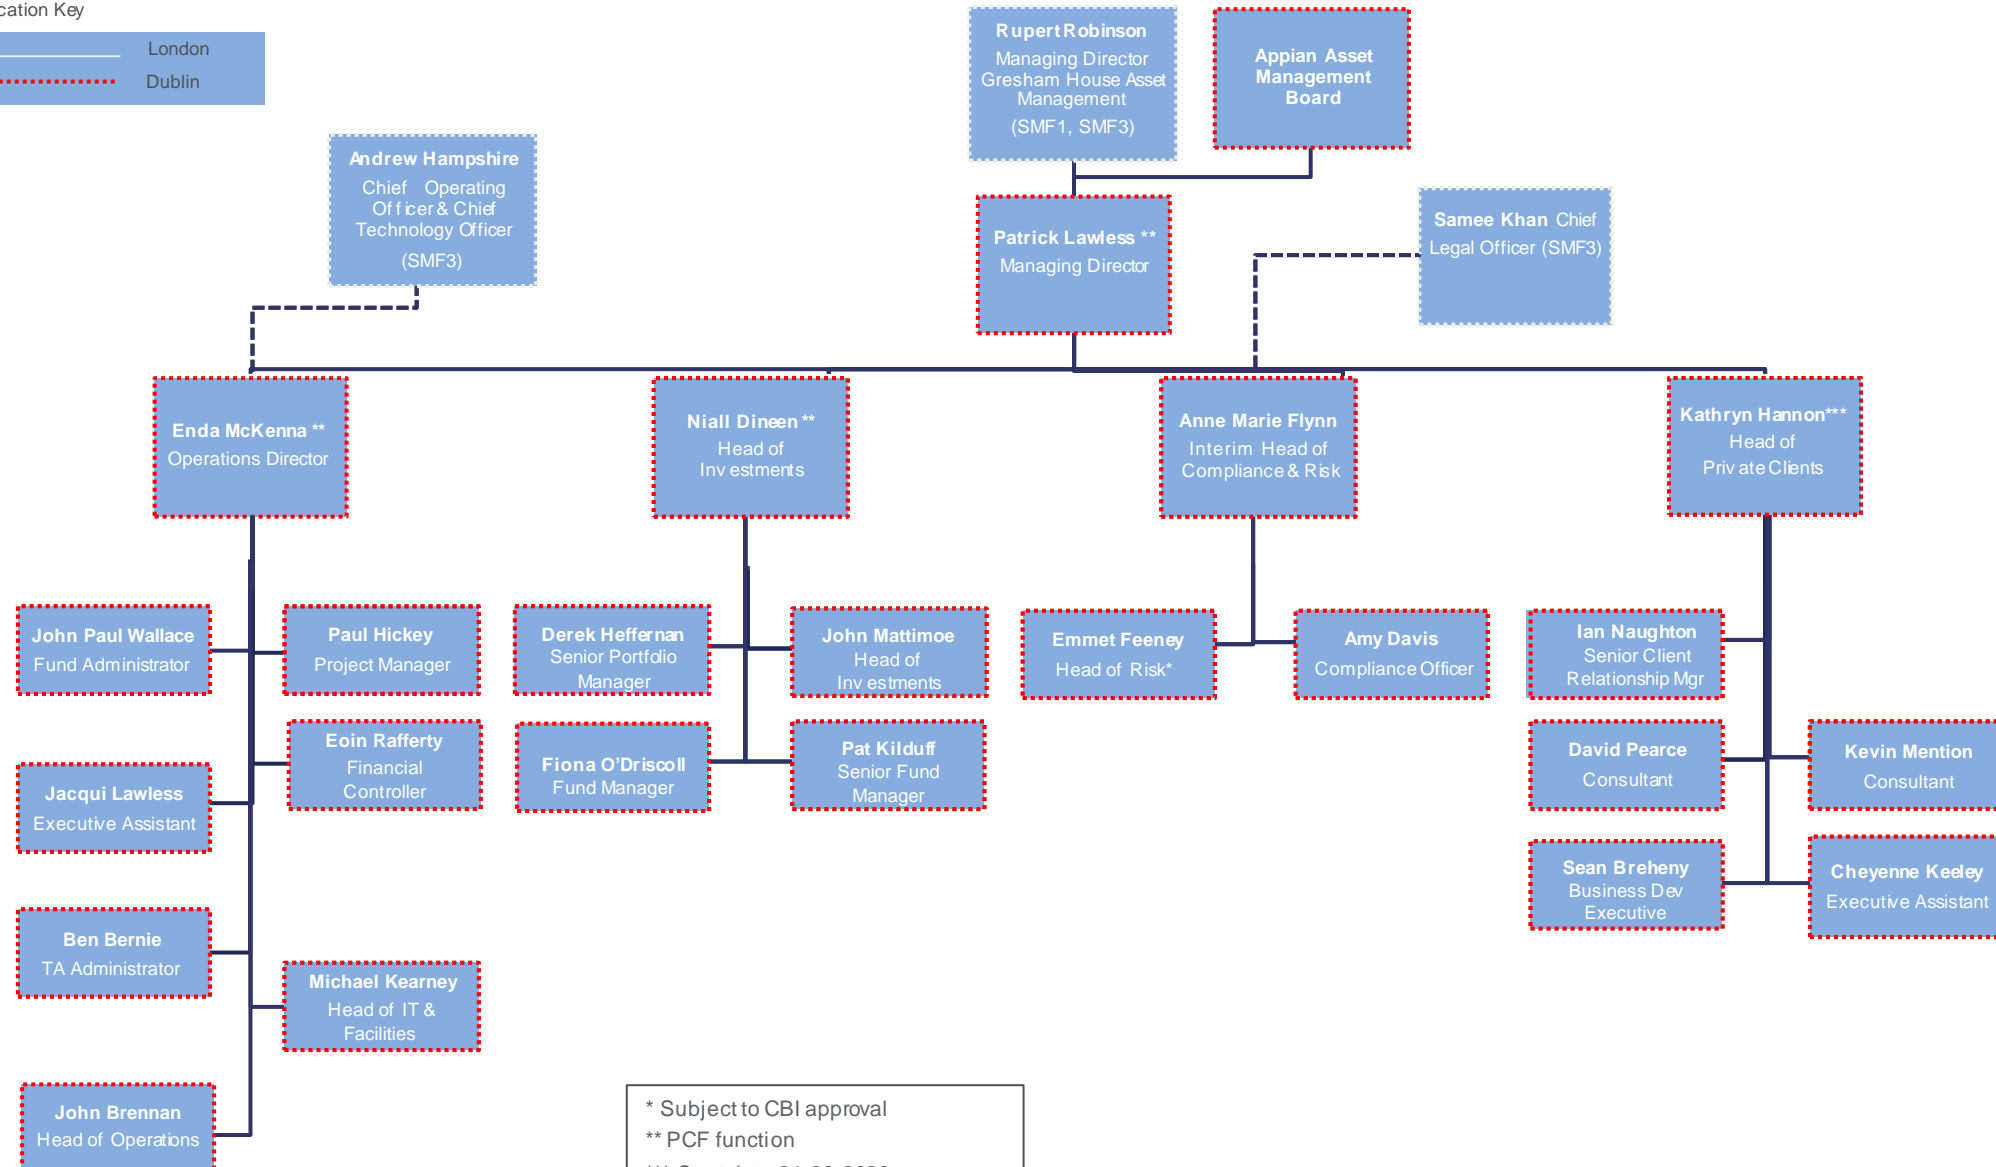 cation Key
London
Dublin
Rupert Robinson
Managing Director
Gresham House Asset
Management
(SMF1, SMF3)
Appian Asset
Management
Board
Andrew Hampshire
Chief Operating
Officer & Chief
Technology Officer
(SMF3)
Patrick Lawless **
Managing Director
Samee Khan Chief
Legal Officer (SMF3)
Enda McKenna **
Operations Director
Niall Dineen **
Head of
Investments
Anne Marie Flynn
Interim Head of
Compliance & Risk
Kathryn Hannon***
Head of
Private Clients
John Paul Wallace
Fund Administrator
Paul Hickey
Project Manager
Derek Heffernan
Senior Portfolio
Manager
John Mattimoe
Head of
Investments
Emmet Feeney
Head of Risk*
Amy Davis
Compliance Officer
Ian Naughton
Senior Client
Relationship Mgr
Jacqui Lawless
Executive Assistant
Eoin Rafferty
Financial
Controller
Fiona O'Driscoll
Fund Manager
Pat Kilduff
Senior Fund
Manager
David Pearce
Consultant
Kevin Mention
Consultant
Sean Breheny
Business Dev
Executive
Cheyenne Keeley
Executive Assistant
Ben Bernie
TA Administrator
Michael Kearney
Head of IT &
Facilities
John Brennan
Head of Operations
* Subject to CBI approval
** PCF function